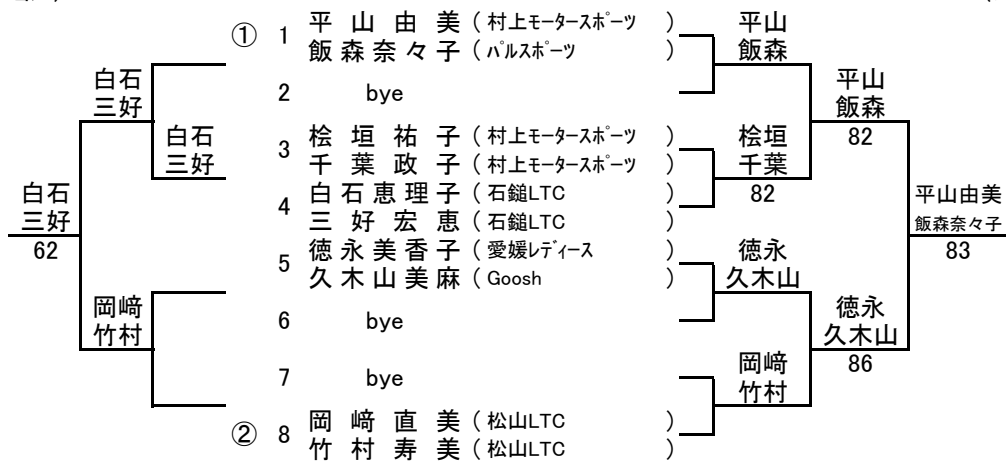 ① 1 平山由美 (村上モータースポーツ) 平山
飯森奈々子 (パルスポーツ) 飯森
白石 平山
三好 2 bye 飯森
82
白石 3 桧垣祐子 (村上モータースポーツ) 桧垣
三好 千葉政子 (村上モータースポーツ) 千葉
白石 4 白石恵理子 (石鎚LTC) 82 平山由美
三好 三好宏恵 (石鎚LTC) 飯森奈々子
62 83
5 徳永美香子 (愛媛レディース) 徳永
久木山美麻 (Goosh) 久木山
岡﨑 徳永
竹村 6 bye 久木山
86
7 bye 岡﨑
竹村
② 8 岡﨑直美 (松山LTC)
竹村寿美 (松山LTC)